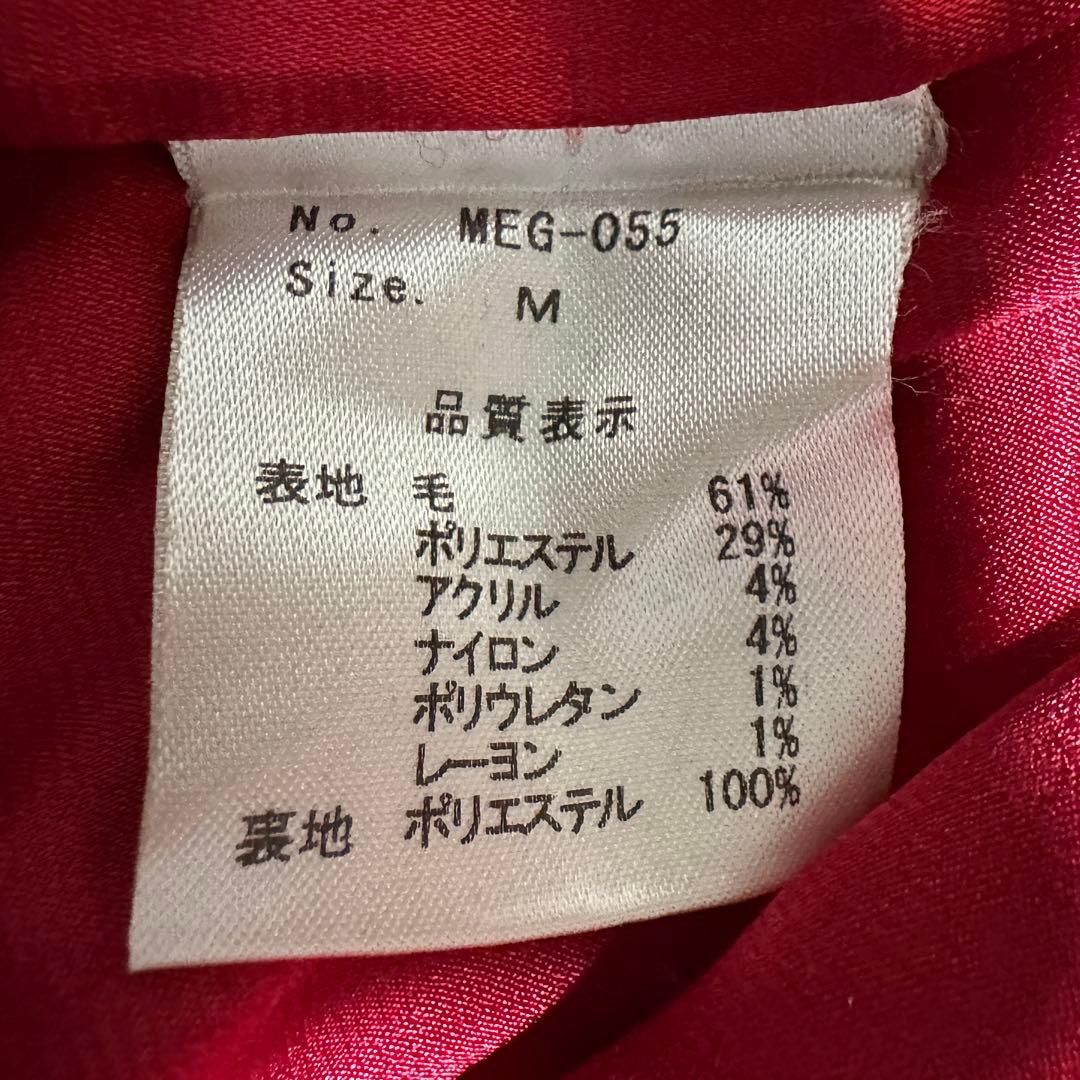 No. MEG-055
Size. M
品質表示
表地 毛 61%
ポリエステル 29%
アクリル 4%
ナイロン 4%
ポリウレタン 1%
レーヨン 1%
裏地 ポリエステル 100%